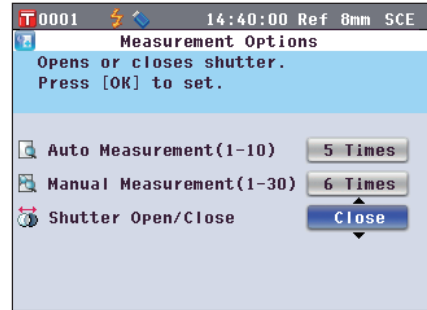 T 0001 14:40:00 Ref 8mm SCE
Measurement Options
Opens or closes shutter.
Press [OK] to set.
Auto Measurement(1-10) 5 Times
Manual Measurement(1-30) 6 Times
Shutter Open/Close Close